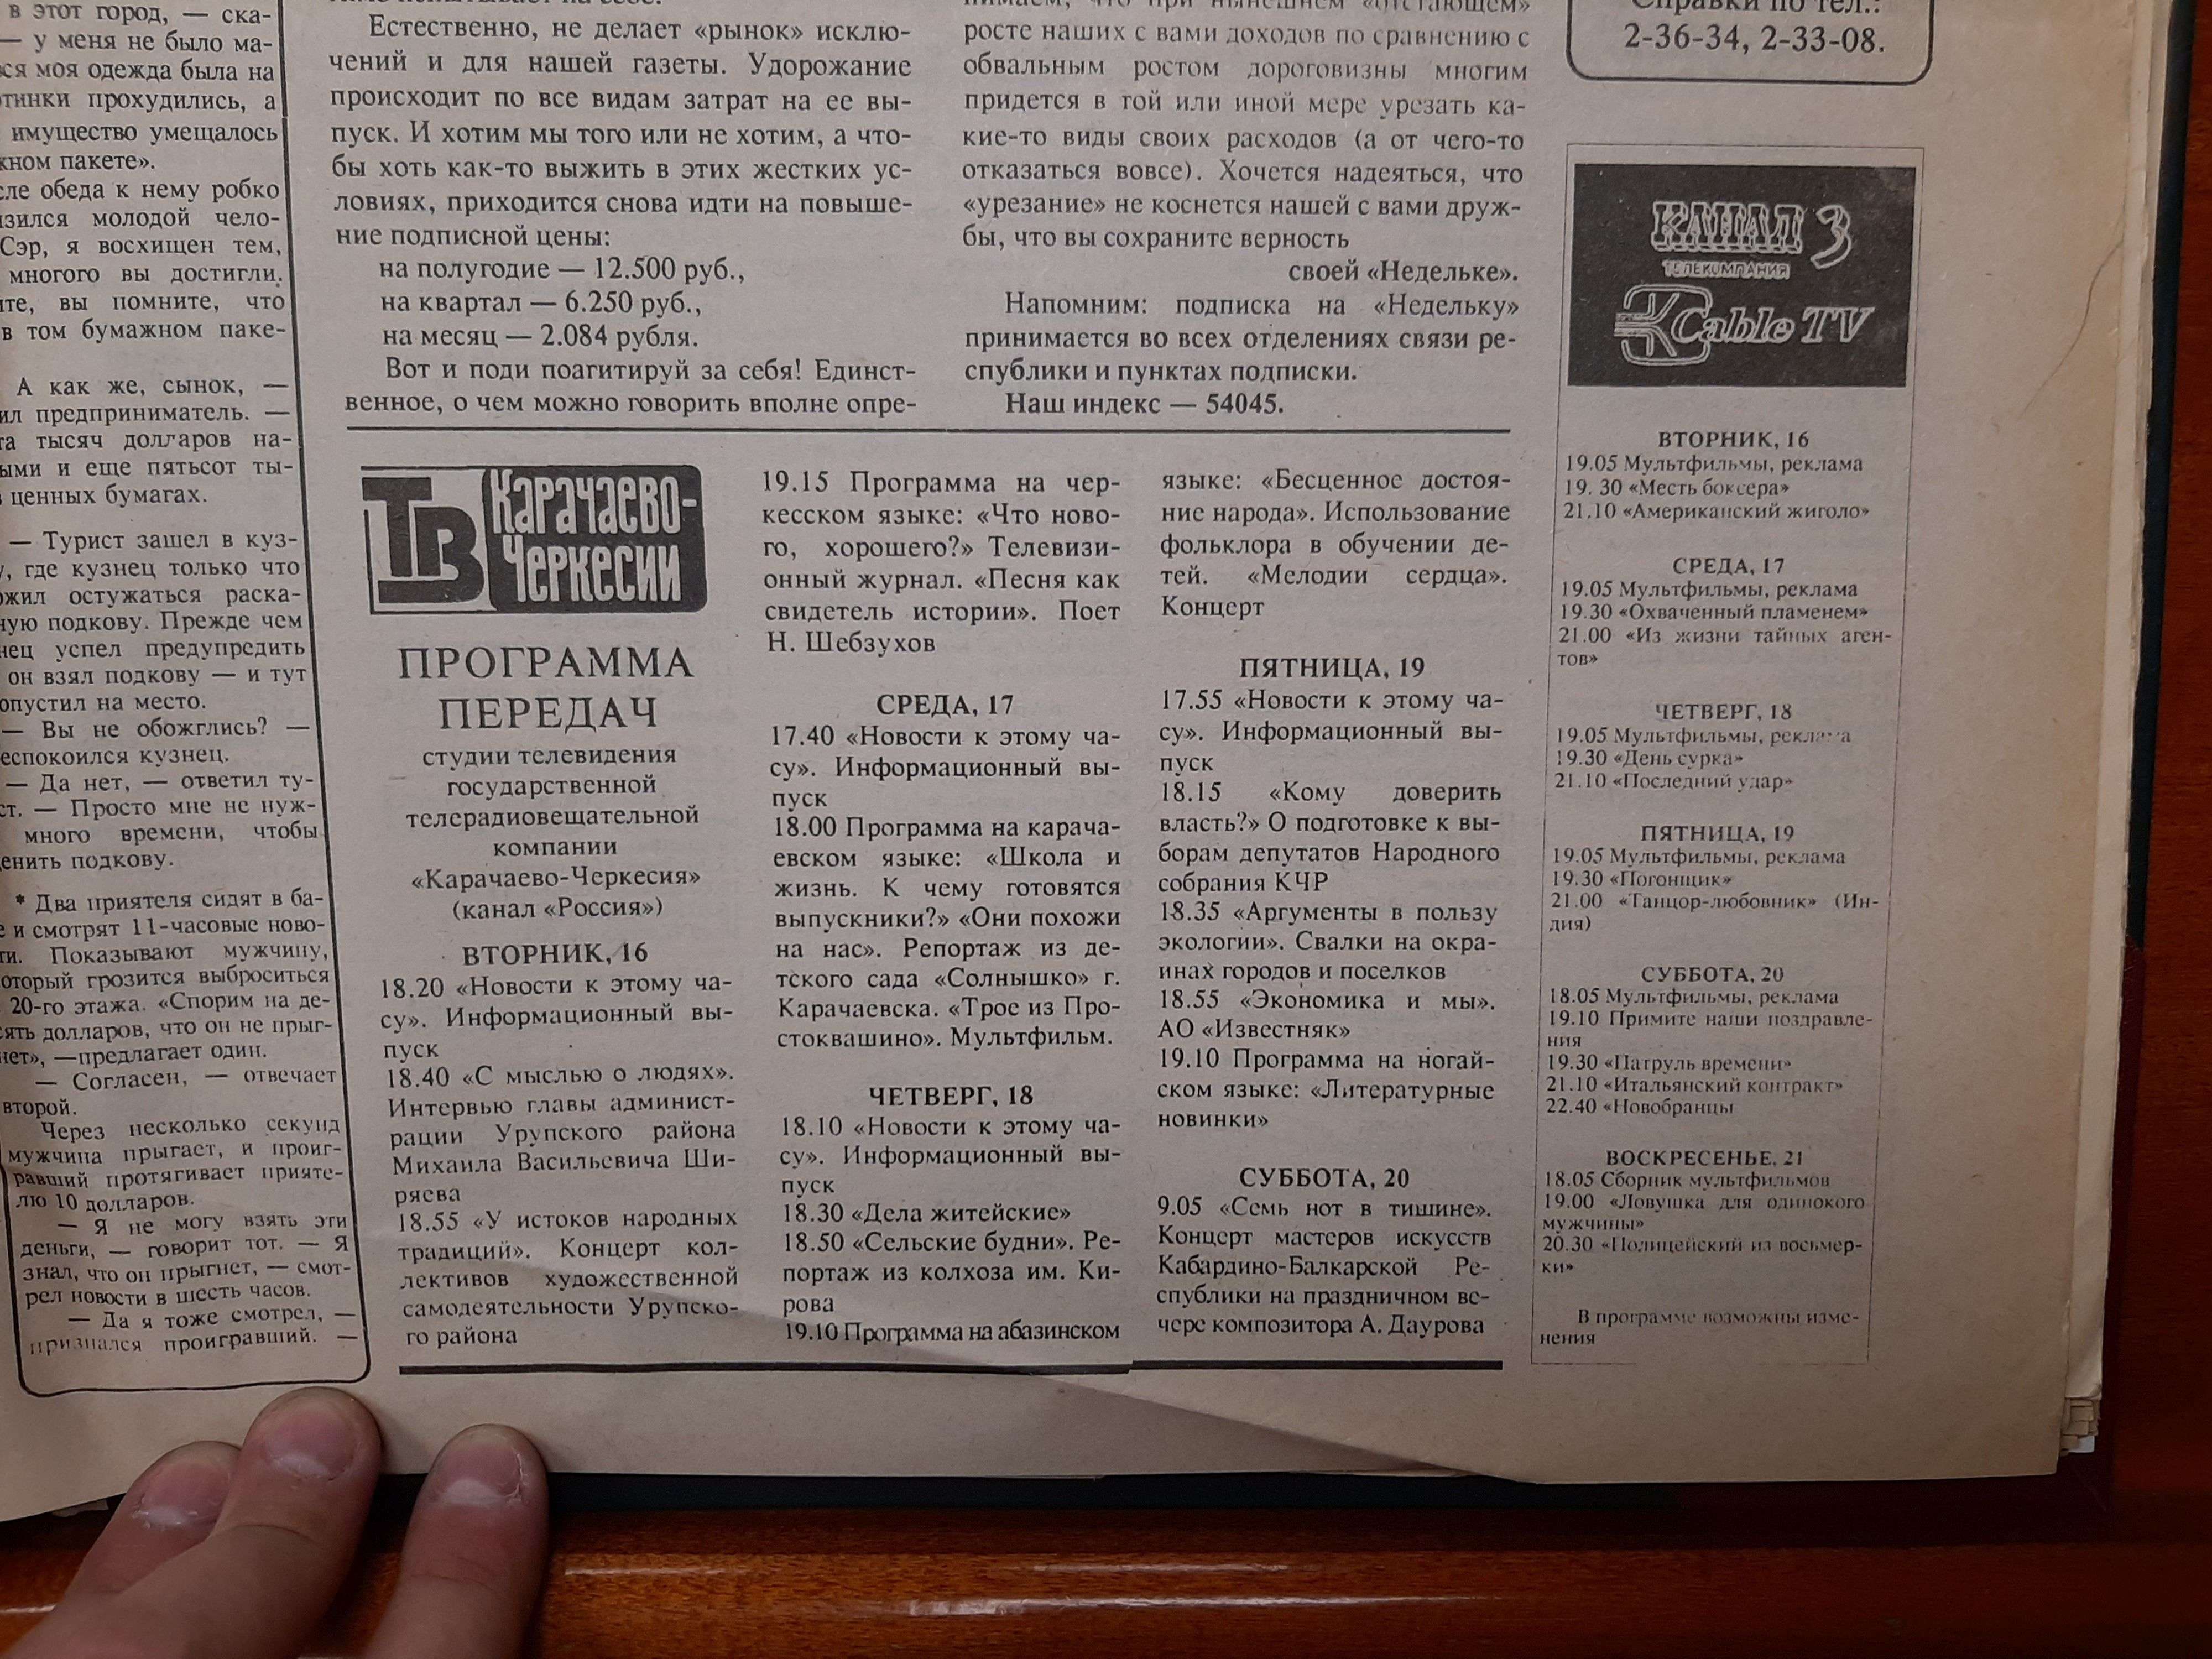 в этот город, — ска-
— у меня не было ма-
моя одежда была на
прохудились, а
имущество умещалось
пакете».
обеда к нему робко
молодой чело-
Сэр, я восхищен тем,
многого вы достигли.
вы помните, что
в том бумажном паке-
А как же, сынок, —
предприниматель. —
тысяч долларов на-
и еще пятьсот ты-
ценных бумагах.
— Турист зашел в куз-
где кузнец только что
остужаться раска-
подкову. Прежде чем
успел предупредить
он взял подкову — и тут
на место.
— Вы не обожглись? —
кузнец.
— Да нет, — ответил ту-
— Просто мне не нуж-
много времени, чтобы
подкову.
* Два приятеля сидят в ба-
и смотрят 11-часовые ново-
Показывают мужчину,
который грозится выброситься
20-го этажа. «Спорим на де-
сять долларов, что он не прыг-
нет», —предлагает один.
— Согласен, — отвечает
второй.
Через несколько секунд
мужчина прыгает, и проиг-
равший протягивает прияте-
лю 10 долларов.
— Я не могу взять эти
деньги, — говорит тот. — Я
знал, что он прыгнет, — смот-
рел новости в шесть часов.
— Да я тоже смотрел, —
признался проигравший. —
Естественно, не делает «рынок» исклю-
чений и для нашей газеты. Удорожание
происходит по все видам затрат на ее вы-
пуск. И хотим мы того или не хотим, а что-
бы хоть как-то выжить в этих жестких ус-
ловиях, приходится снова идти на повыше-
ние подписной цены:
на полугодие — 12.500 руб.,
на квартал — 6.250 руб.,
на месяц — 2.084 рубля.
Вот и поди поагитируй за себя! Единст-
венное, о чем можно говорить вполне опре-
при нынешнем «отстающем»
росте наших с вами доходов по сравнению с
обвальным ростом дороговизны многим
придется в той или иной мере урезать ка-
кие-то виды своих расходов (а от чего-то
отказаться вовсе). Хочется надеяться, что
«урезание» не коснется нашей с вами друж-
бы, что вы сохраните верность
своей «Недельке».
Напомним: подписка на «Недельку»
принимается во всех отделениях связи ре-
спублики и пунктах подписки.
Наш индекс — 54045.
Справки по тел.:
2-36-34, 2-33-08.
ТВ Карачаево-
Черкесии
ПРОГРАММА
ПЕРЕДАЧ
студии телевидения
государственной
телерадиовещательной
компании
«Карачаево-Черкесия»
(канал «Россия»)
ВТОРНИК, 16
18.20 «Новости к этому ча-
су». Информационный вы-
пуск
18.40 «С мыслью о людях».
Интервью главы админист-
рации Урупского района
Михаила Васильевича Ши-
ряева
18.55 «У истоков народных
традиций». Концерт кол-
лективов художественной
самодеятельности Урупско-
го района
19.15 Программа на чер-
кесском языке: «Что ново-
го, хорошего?» Телевизи-
онный журнал. «Песня как
свидетель истории». Поет
Н. Шебзухов
СРЕДА, 17
17.40 «Новости к этому ча-
су». Информационный вы-
пуск
18.00 Программа на карача-
евском языке: «Школа и
жизнь. К чему готовятся
выпускники?» «Они похожи
на нас». Репортаж из де-
тского сада «Солнышко» г.
Карачаевска. «Трое из Про-
стоквашино». Мультфильм.
ЧЕТВЕРГ, 18
18.10 «Новости к этому ча-
су». Информационный вы-
пуск
18.30 «Дела житейские»
18.50 «Сельские будни». Ре-
портаж из колхоза им. Ки-
рова
19.10 Программа на абазинском
языке: «Бесценное достоя-
ние народа». Использование
фольклора в обучении де-
тей. «Мелодии сердца».
Концерт
ПЯТНИЦА, 19
17.55 «Новости к этому ча-
су». Информационный вы-
пуск
18.15 «Кому доверить
власть?» О подготовке к вы-
борам депутатов Народного
собрания КЧР
18.35 «Аргументы в пользу
экологии». Свалки на окра-
инах городов и поселков
18.55 «Экономика и мы».
АО «Известняк»
19.10 Программа на ногай-
ском языке: «Литературные
новинки»
СУББОТА, 20
9.05 «Семь нот в тишине».
Концерт мастеров искусств
Кабардино-Балкарской Ре-
спублики на праздничном ве-
чере композитора А. Даурова
КАНАЛ 3
ТЕЛЕКОМПАНИЯ
Cable TV
ВТОРНИК, 16
19.05 Мультфильмы, реклама
19. 30 «Месть боксера»
21.10 «Американский жиголо»
СРЕДА, 17
19.05 Мультфильмы, реклама
19.30 «Охваченный пламенем»
21.00 «Из жизни тайных аген-
тов»
ЧЕТВЕРГ, 18
19.05 Мультфильмы, реклама
19.30 «День сурка»
21.10 «Последний удар»
ПЯТНИЦА, 19
19.05 Мультфильмы, реклама
19.30 «Погонщик»
21.00 «Танцор-любовник» (Ин-
дия)
СУББОТА, 20
18.05 Мультфильмы, реклама
19.10 Примите наши поздравле-
ния
19.30 «Патруль времени»
21.10 «Итальянский контракт»
22.40 «Новобранцы
ВОСКРЕСЕНЬЕ, 21
18.05 Сборник мультфильмов
19.00 «Ловушка для одинокого
мужчины»
20.30 «Полицейский из восьмер-
ки»
В программе возможны изме-
нения